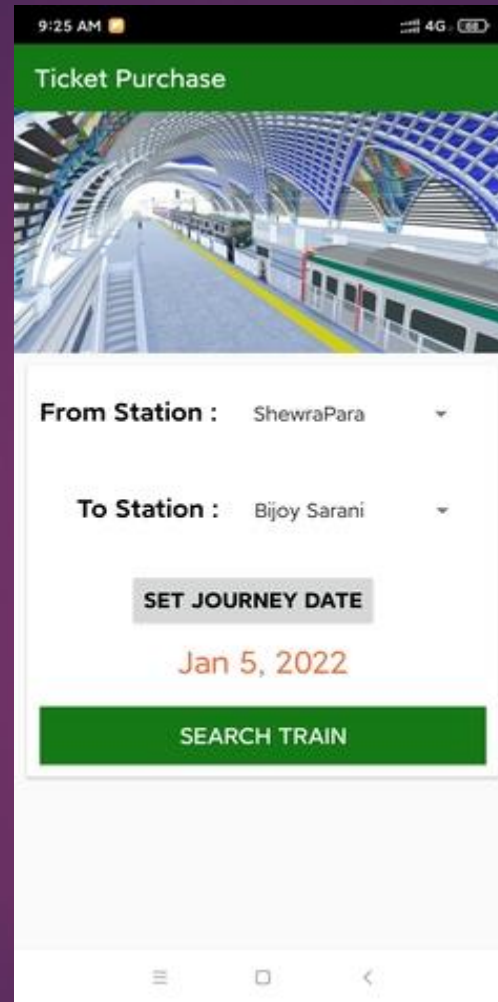 9:25 AM 4G 68
Ticket Purchase
From Station : ShewraPara
To Station : Bijoy Sarani
SET JOURNEY DATE
Jan 5, 2022
SEARCH TRAIN